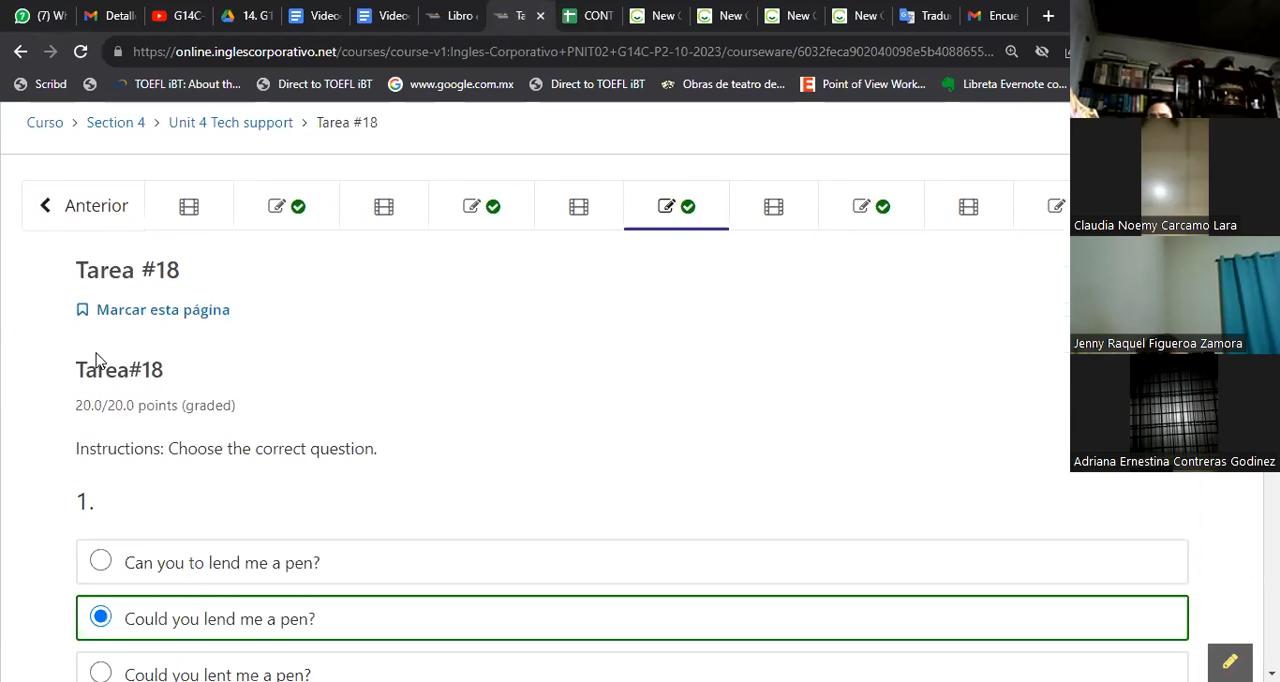 (7) Wh
Detall
G14C-
14. G1
Video
Video
Libro
Ta
CONT
New C
New C
New C
New C
Tradu
Encue
https://online.inglescorporativo.net/courses/course-v1:Ingles-Corporativo+PNIT02+G14C-P2-10-2023/courseware/6032feca902040098e5b4088655...
Scribd
TOEFL iBT: About th...
Direct to TOEFL iBT
www.google.com.mx
Direct to TOEFL iBT
Obras de teatro de...
Point of View Work...
Libreta Evernote co...
Curso > Section 4 > Unit 4 Tech support > Tarea #18
Anterior
Tarea #18
Marcar esta página
Tarea#18
20.0/20.0 points (graded)
Instructions: Choose the correct question.
1.
Can you to lend me a pen?
Could you lend me a pen?
Could you lent me a pen?
Claudia Noemy Carcamo Lara
Jenny Raquel Figueroa Zamora
Adriana Ernestina Contreras Godinez